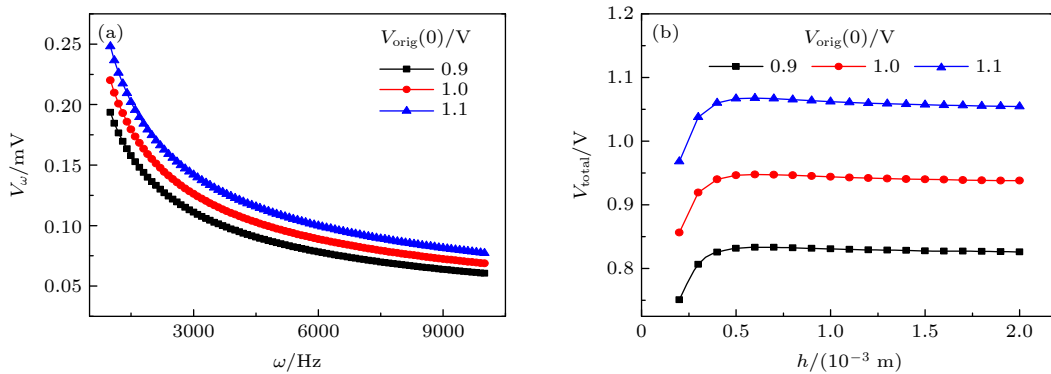 (a)
V_orig(0)/V
0.9
1.0
1.1
0.25
0.20
0.15
0.10
0.05
V_ω/mV
3000 6000 9000
ω/Hz
(b)
V_orig(0)/V
0.9 1.0 1.1
1.2
1.1
1.0
0.9
0.8
V_total/V
0 0.5 1.0 1.5 2.0
h/(10⁻³ m)